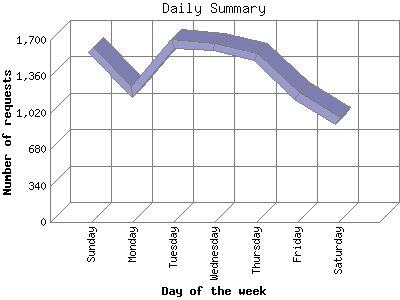 Daily Summary
Number of requests
1,700
1,360
1,020
680
340
0
Sunday
Monday
Tuesday
Wednesday
Thursday
Friday
Saturday
Day of the week